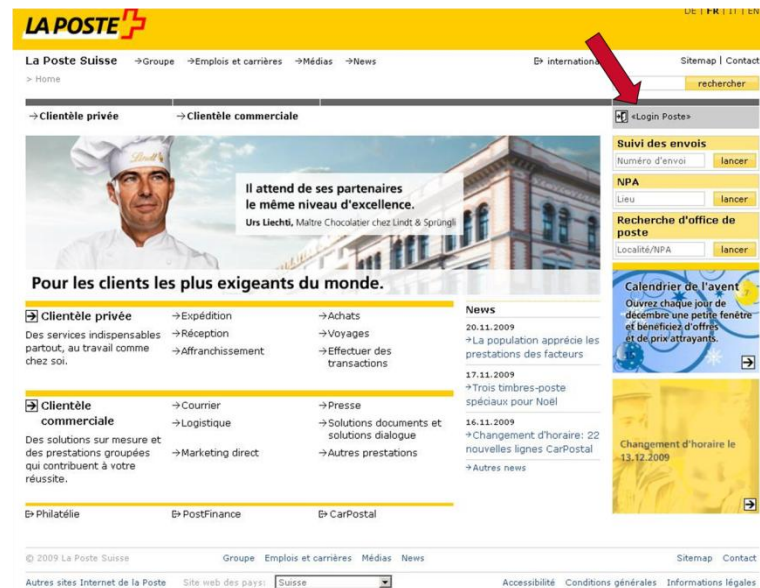 DE | FR | IT | EN
LA POSTE
La Poste Suisse →Groupe →Emplois et carrières →Médias →News
international
Sitemap | Contact
> Home
rechercher
→Clientèle privée
→Clientèle commerciale
«Login Poste»
Lindt
Il attend de ses partenaires
le même niveau d'excellence.
Urs Liechti, Maître Chocolatier chez Lindt & Sprüngli
Pour les clients les plus exigeants du monde.
Suivi des envois
Numéro d'envoi
lancer
NPA
Lieu
lancer
Recherche d'office de
poste
Localité/NPA
lancer
Calendrier de l'avent
Ouvrez chaque jour de
décembre une petite fenêtre
et bénéficiez d'offres
et de prix attrayants.
Clientèle privée
Des services indispensables
partout, au travail comme
chez soi.
→Expédition
→Réception
→Affranchissement
→Achats
→Voyages
→Effectuer des
transactions
News
20.11.2009
→La population apprécie les
prestations des facteurs
17.11.2009
→Trois timbres-poste
spéciaux pour Noël
16.11.2009
→Changement d'horaire: 22
nouvelles lignes CarPostal
→Autres news
Clientèle
commerciale
Des solutions sur mesure et
des prestations groupées
qui contribuent à votre
réussite.
→Courrier
→Logistique
→Marketing direct
→Presse
→Solutions documents et
solutions dialogue
→Autres prestations
Changement d'horaire le
13.12.2009
Philatélie
PostFinance
CarPostal
© 2009 La Poste Suisse
Groupe Emplois et carrières Médias News
Sitemap Contact
Autres sites Internet de la Poste
Site web des pays: Suisse
Accessibilité Conditions générales Informations légales